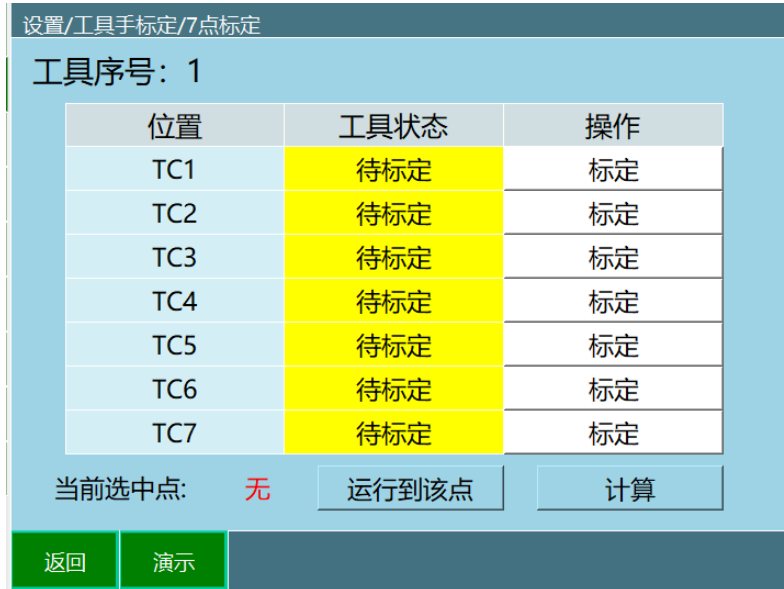 设置/工具手标定/7点标定
工具序号：1
位置 工具状态 操作
TC1 待标定 标定
TC2 待标定 标定
TC3 待标定 标定
TC4 待标定 标定
TC5 待标定 标定
TC6 待标定 标定
TC7 待标定 标定
当前选中点: 无 运行到该点 计算
返回 演示